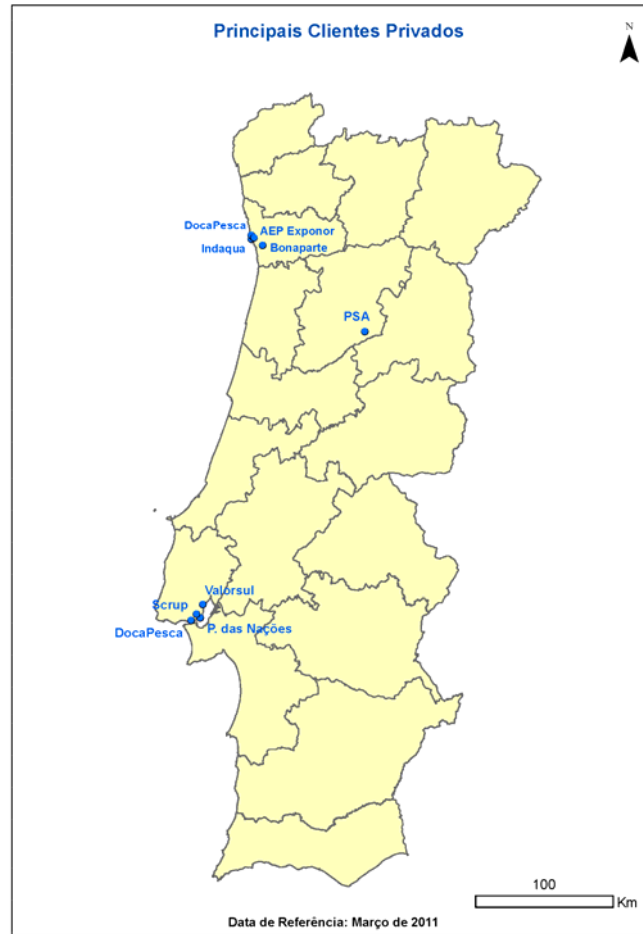 Principais Clientes Privados
N
DocaPesca
AEP Exponor
Indaqua
Bonaparte
PSA
Valorsul
Scrup
P. das Nações
DocaPesca
100
Km
Data de Referência: Março de 2011